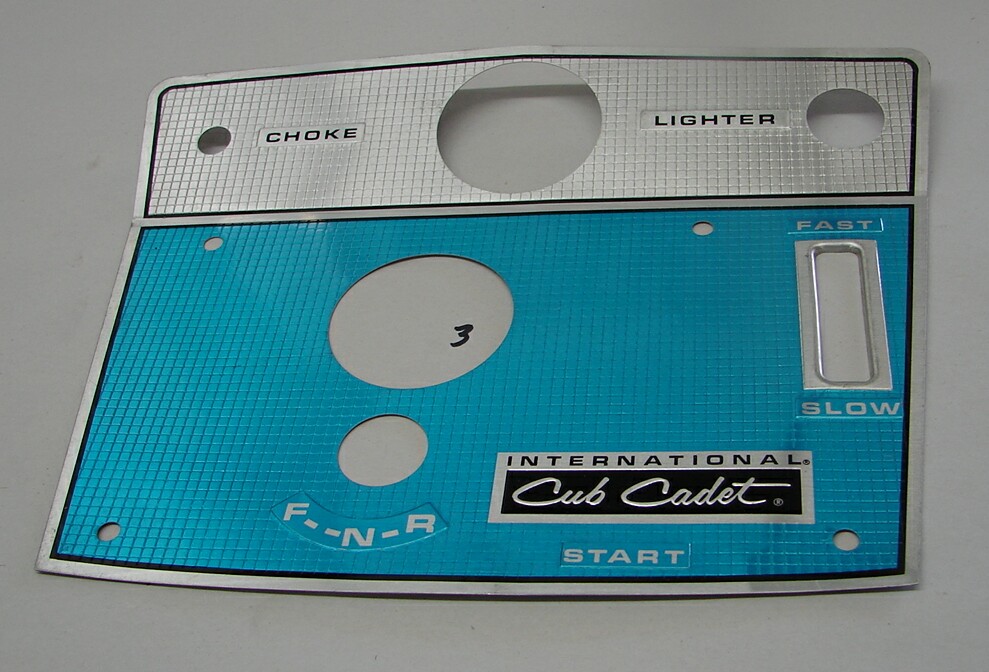 CHOKE
LIGHTER
FAST
3
SLOW
INTERNATIONAL®
Cub Cadet®
F--N-R
START